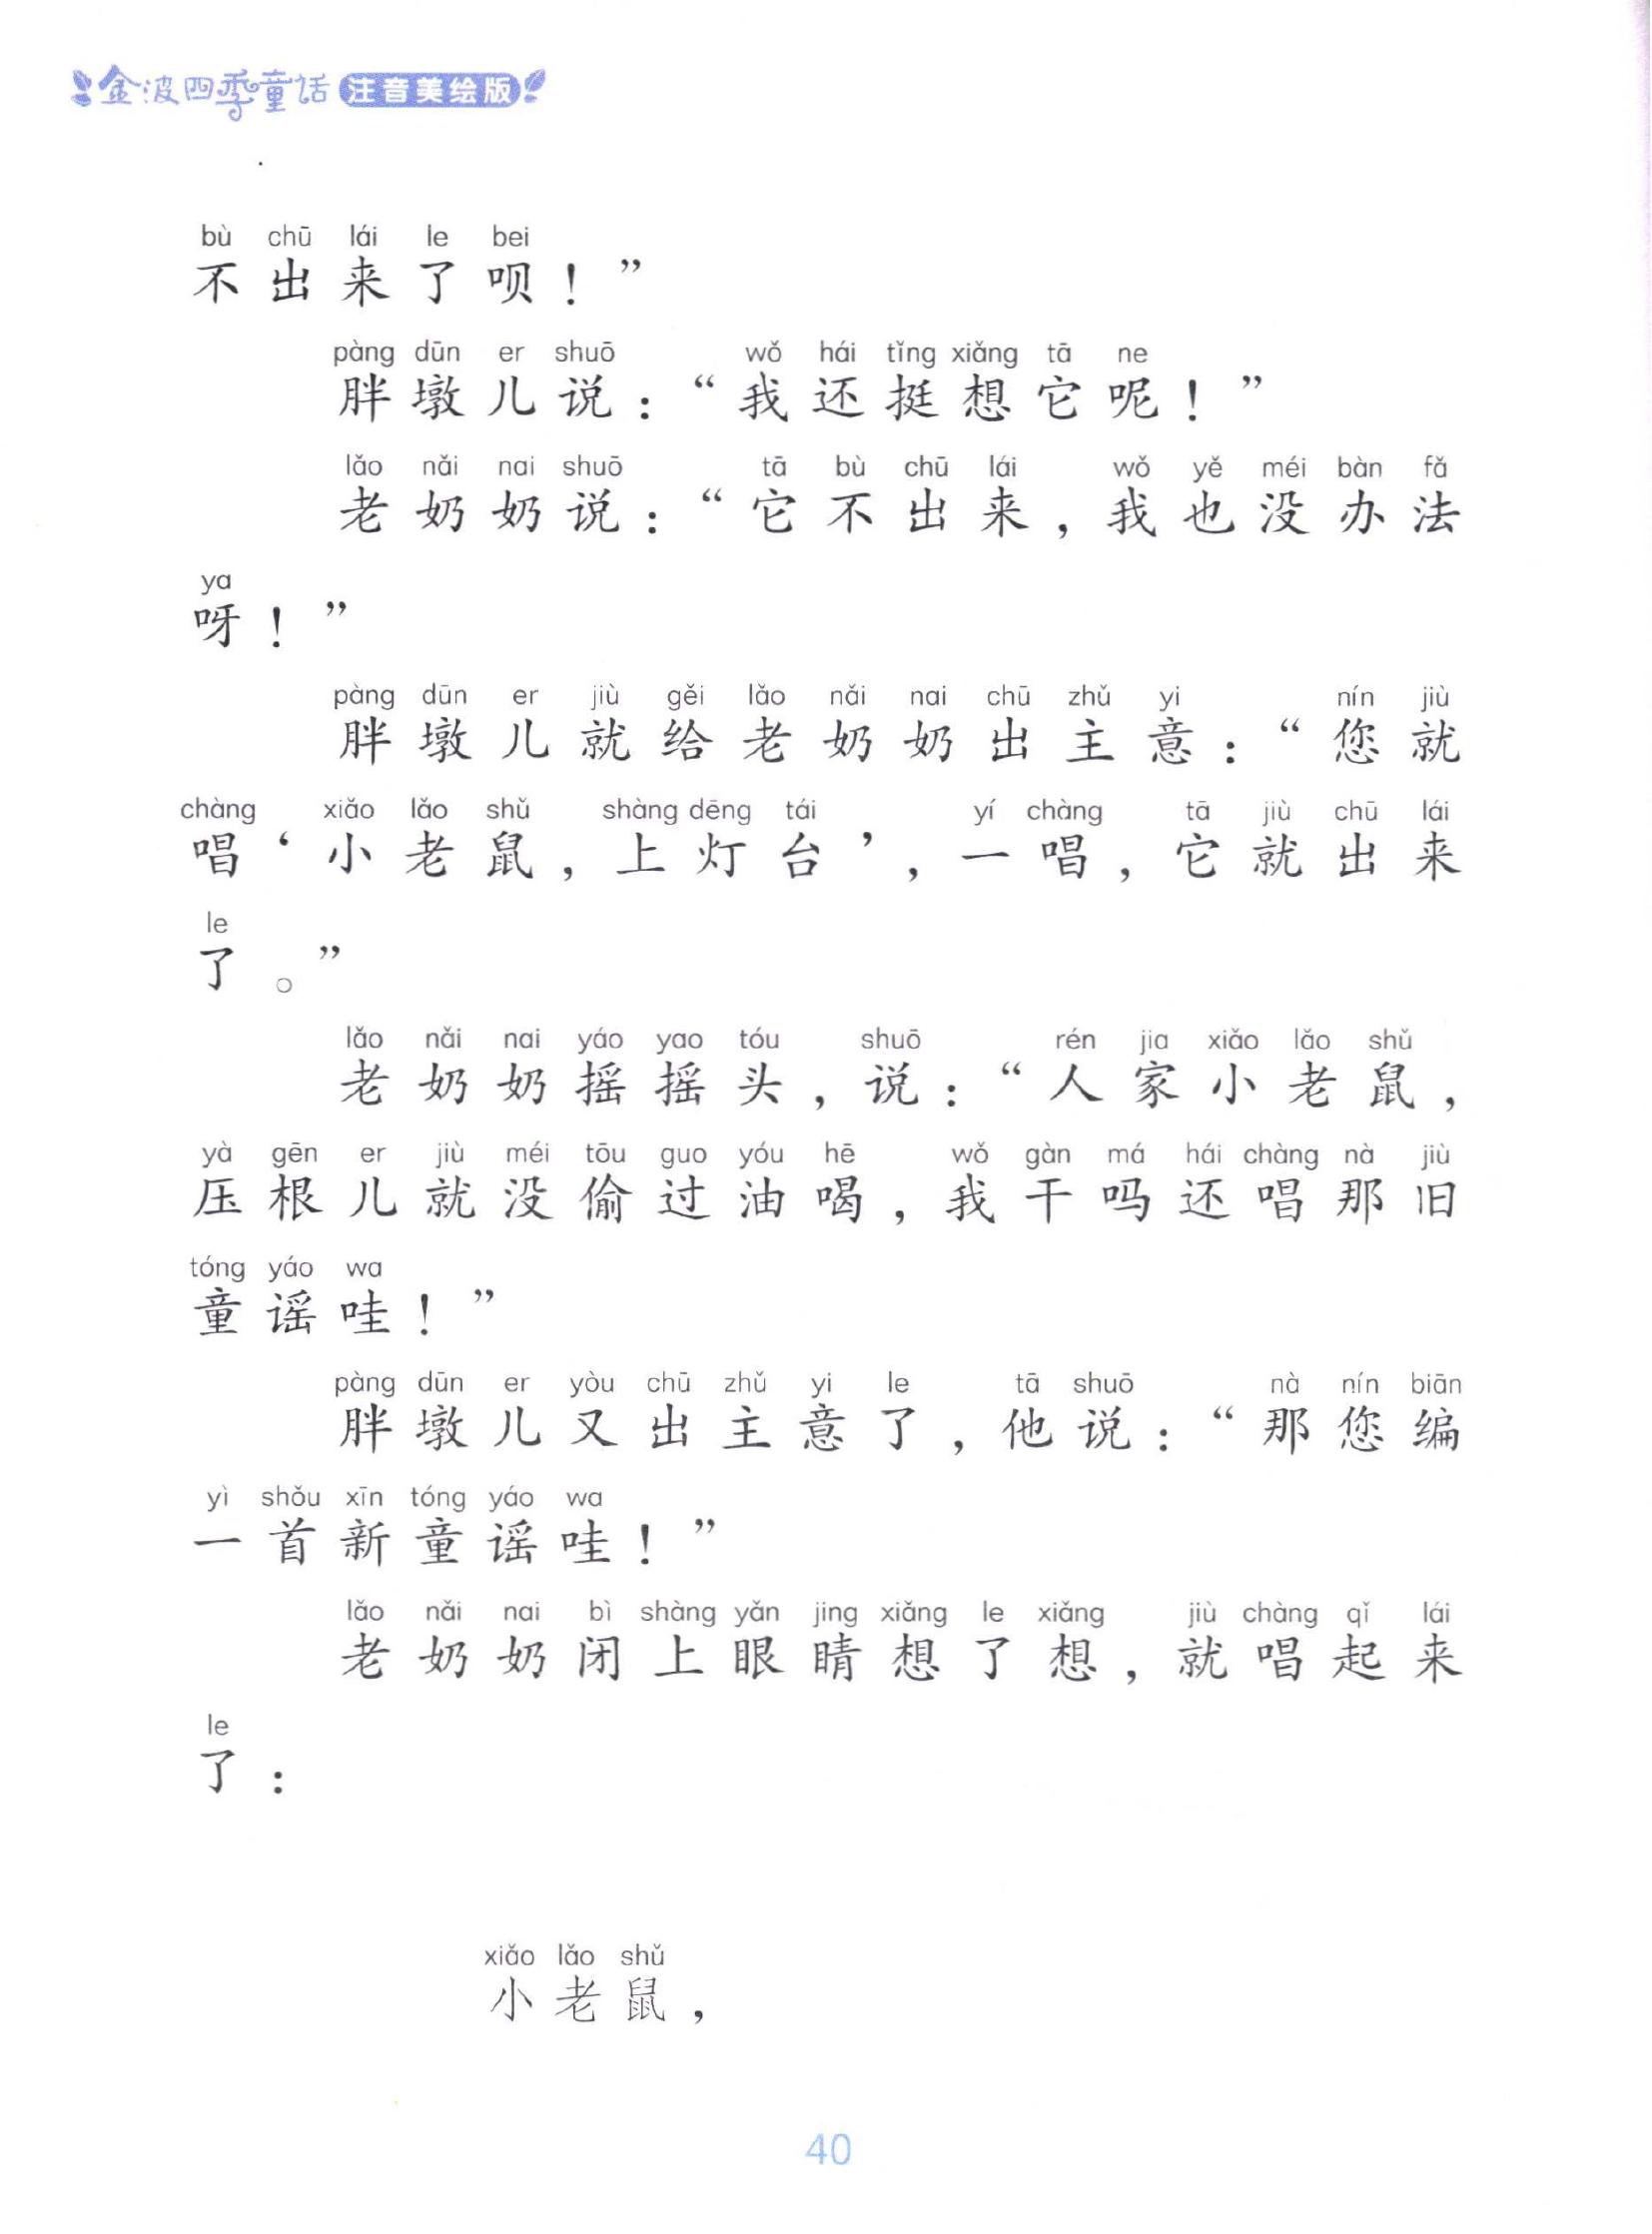 金波四季童话 注音美绘版
bù chū lái le bei
不出来了呗！”
pàng dūn er shuō wǒ hái tǐng xiǎng tā ne
胖墩儿说：“我还挺想它呢！”
lǎo nǎi nai shuō tā bù chū lái wǒ yě méi bàn fǎ
老奶奶说：“它不出来，我也没办法
ya
呀！”
pàng dūn er jiù gěi lǎo nǎi nai chū zhǔ yi nín jiù
胖墩儿就给老奶奶出主意：“您就
chàng xiǎo lǎo shǔ shàng dēng tái yí chàng tā jiù chū lái
唱‘小老鼠，上灯台’，一唱，它就出来
le
了。”
lǎo nǎi nai yáo yao tóu shuō rén jia xiǎo lǎo shǔ
老奶奶摇摇头，说：“人家小老鼠，
yà gēn er jiù méi tōu guo yóu hē wǒ gàn má hái chàng nà jiù
压根儿就没偷过油喝，我干吗还唱那旧
tóng yáo wa
童谣哇！”
pàng dūn er yòu chū zhǔ yi le tā shuō nà nín biān
胖墩儿又出主意了，他说：“那您编
yì shǒu xīn tóng yáo wa
一首新童谣哇！”
lǎo nǎi nai bì shàng yǎn jing xiǎng le xiǎng jiù chàng qǐ lái
老奶奶闭上眼睛想了想，就唱起来
le
了：
xiǎo lǎo shǔ
小老鼠，
40